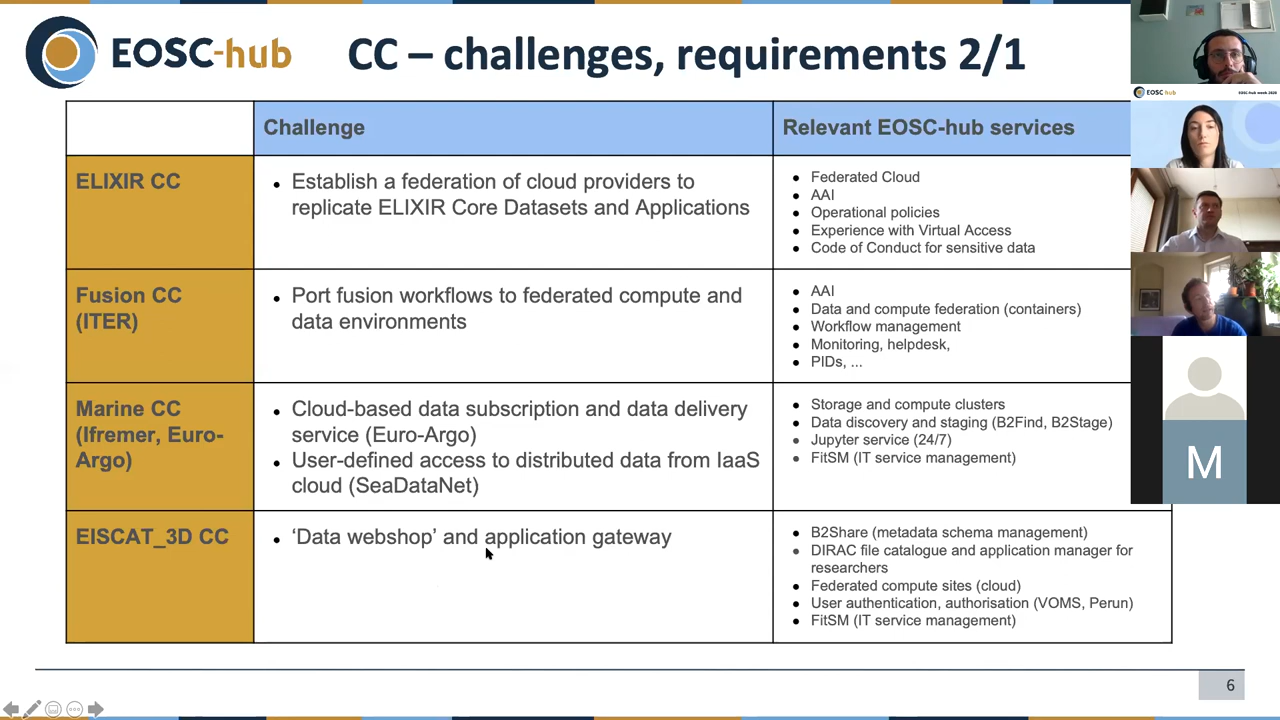 EOSC-hub
CC – challenges, requirements 2/1
EOSC hub
EOSC-hub week 2020
Challenge
Relevant EOSC-hub services
ELIXIR CC
• Establish a federation of cloud providers to
replicate ELIXIR Core Datasets and Applications
• Federated Cloud
• AAI
• Operational policies
• Experience with Virtual Access
• Code of Conduct for sensitive data
Fusion CC
(ITER)
• Port fusion workflows to federated compute and
data environments
• AAI
• Data and compute federation (containers)
• Workflow management
• Monitoring, helpdesk,
• PIDs, ...
Marine CC
(Ifremer, Euro-
Argo)
• Cloud-based data subscription and data delivery
service (Euro-Argo)
• User-defined access to distributed data from IaaS
cloud (SeaDataNet)
• Storage and compute clusters
• Data discovery and staging (B2Find, B2Stage)
• Jupyter service (24/7)
• FitSM (IT service management)
M
EISCAT_3D CC
• ‘Data webshop’ and application gateway
• B2Share (metadata schema management)
• DIRAC file catalogue and application manager for
researchers
• Federated compute sites (cloud)
• User authentication, authorisation (VOMS, Perun)
• FitSM (IT service management)
6